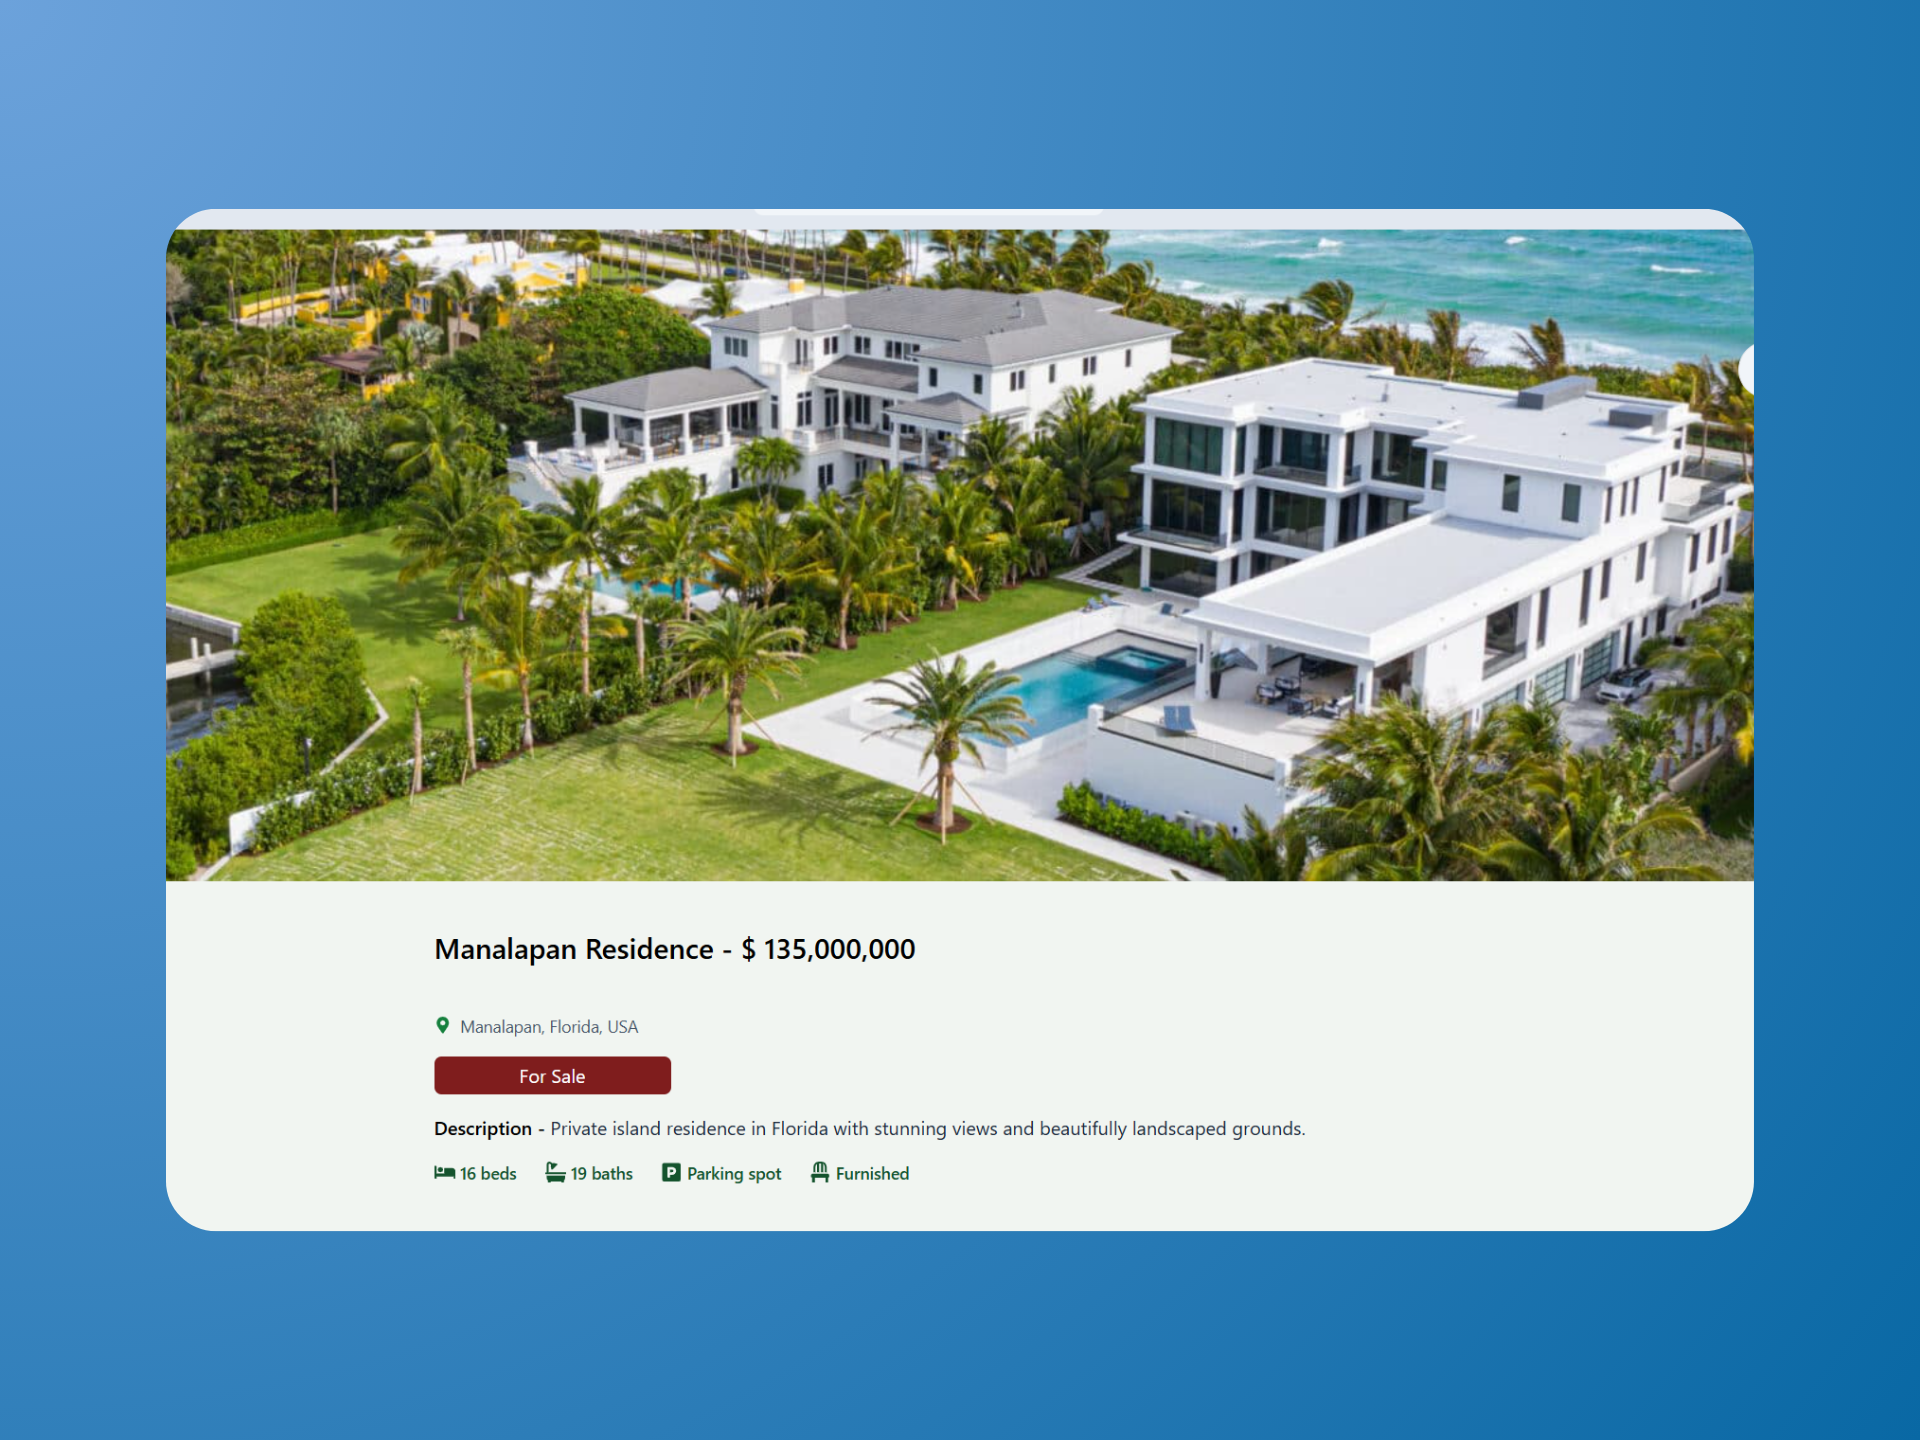 Manalapan Residence - $ 135,000,000
Manalapan, Florida, USA
For Sale
Description - Private island residence in Florida with stunning views and beautifully landscaped grounds.
16 beds 19 baths Parking spot Furnished